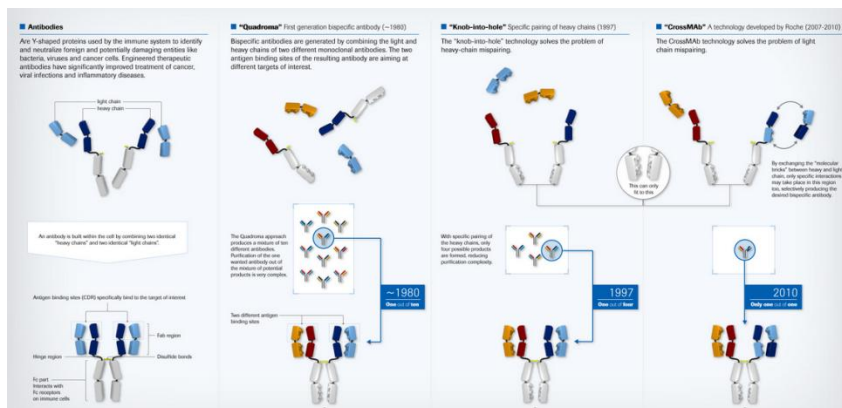 Antibodies
Are Y-shaped proteins used by the immune system to identify
and neutralize foreign and potentially damaging entities like
bacteria, viruses and cancer cells. Engineered therapeutic
antibodies have significantly improved treatment of cancer,
viral infections and inflammatory diseases.
light chain
heavy chain
An antibody is built within the cell by combining two identical
"heavy chains" and two identical "light chains".
Antigen binding sites (CDR) specifically bind to the target of interest
Fab region
Hinge region
Disulfide bonds
Fc part
Interacts with
Fc receptors
on immune cells
"Quadroma" First generation bispecific antibody (~1980)
Bispecific antibodies are generated by combining the light and
heavy chains of two different monoclonal antibodies. The two
antigen binding sites of the resulting antibody are aiming at
different targets of interest.
The Quadroma approach
produces a mixture of ten
different antibodies.
Purification of the one
wanted antibody out of
the mixture of potential
products is very complex.
~1980
One out of ten
Two different antigen
binding sites
"Knob-into-hole" Specific pairing of heavy chains (1997)
The "knob-into-hole" technology solves the problem of
heavy-chain mispairing.
This can only
fit to this
With specific pairing of
the heavy chains, only
four possible products
are formed, reducing
purification complexity.
1997
One out of four
"CrossMAb" A technology developed by Roche (2007-2010)
The CrossMAb technology solves the problem of light
chain mispairing.
By exchanging the "molecular
bricks" between heavy and light
chain, only specific interactions
may take place in this region
too, selectively producing the
desired bispecific antibody.
2010
Only one out of one